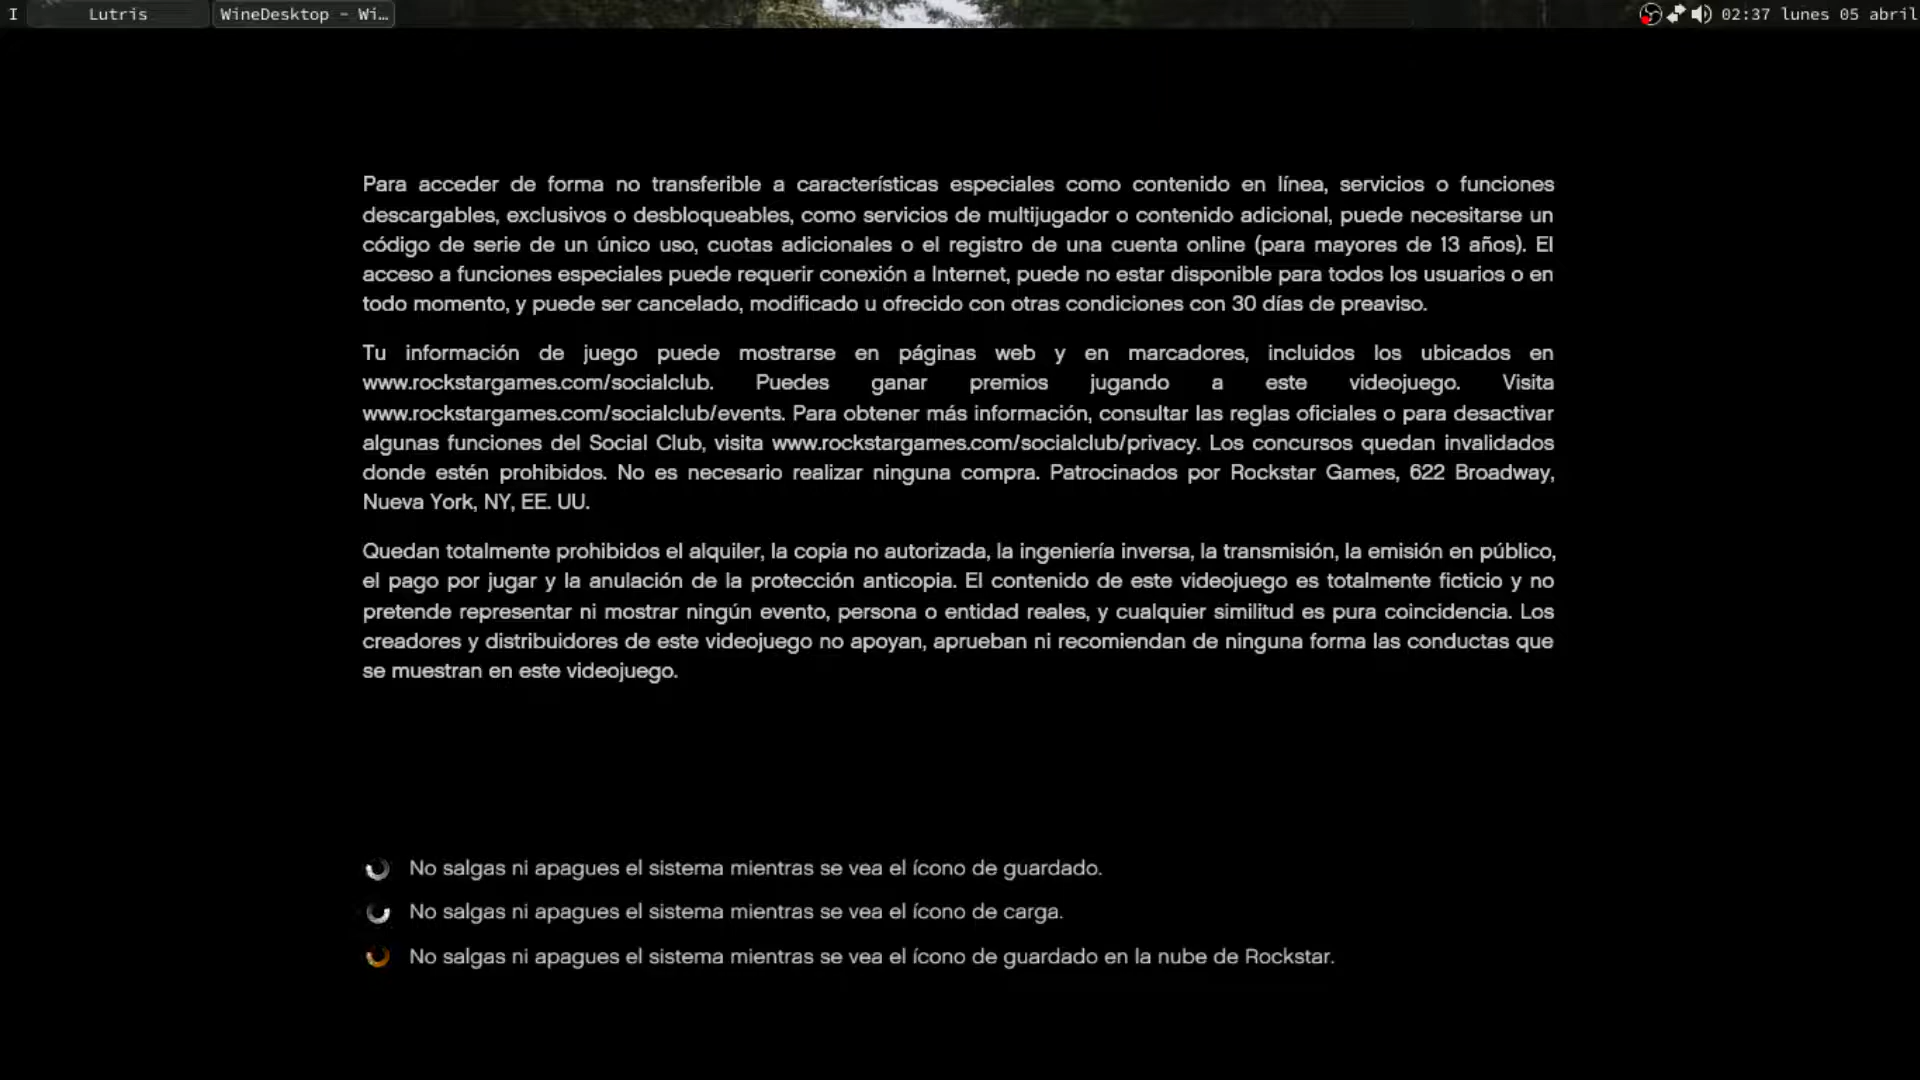 I Lutris WineDesktop - Wi… 02:37 lunes 05 abril
Para acceder de forma no transferible a características especiales como contenido en línea, servicios o funciones
descargables, exclusivos o desbloqueables, como servicios de multijugador o contenido adicional, puede necesitarse un
código de serie de un único uso, cuotas adicionales o el registro de una cuenta online (para mayores de 13 años). El
acceso a funciones especiales puede requerir conexión a Internet, puede no estar disponible para todos los usuarios o en
todo momento, y puede ser cancelado, modificado u ofrecido con otras condiciones con 30 días de preaviso.
Tu información de juego puede mostrarse en páginas web y en marcadores, incluidos los ubicados en
www.rockstargames.com/socialclub. Puedes ganar premios jugando a este videojuego. Visita
www.rockstargames.com/socialclub/events. Para obtener más información, consultar las reglas oficiales o para desactivar
algunas funciones del Social Club, visita www.rockstargames.com/socialclub/privacy. Los concursos quedan invalidados
donde estén prohibidos. No es necesario realizar ninguna compra. Patrocinados por Rockstar Games, 622 Broadway,
Nueva York, NY, EE. UU.
Quedan totalmente prohibidos el alquiler, la copia no autorizada, la ingeniería inversa, la transmisión, la emisión en público,
el pago por jugar y la anulación de la protección anticopia. El contenido de este videojuego es totalmente ficticio y no
pretende representar ni mostrar ningún evento, persona o entidad reales, y cualquier similitud es pura coincidencia. Los
creadores y distribuidores de este videojuego no apoyan, aprueban ni recomiendan de ninguna forma las conductas que
se muestran en este videojuego.
No salgas ni apagues el sistema mientras se vea el ícono de guardado.
No salgas ni apagues el sistema mientras se vea el ícono de carga.
No salgas ni apagues el sistema mientras se vea el ícono de guardado en la nube de Rockstar.